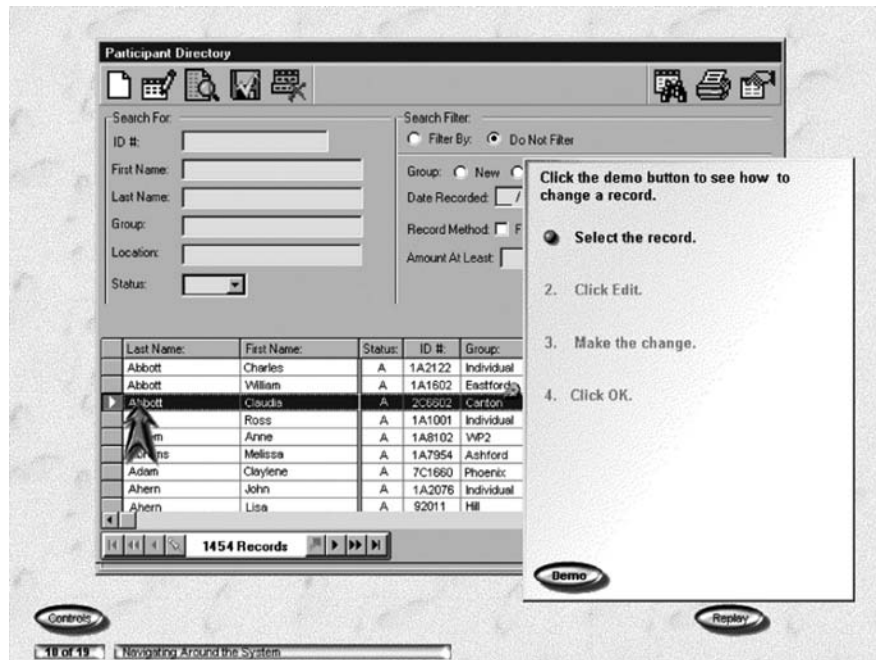 Participant Directory
Search For:
ID #:
First Name:
Last Name:
Group:
Location:
Status:
Search Filter:
Filter By: Do Not Filter
Group: New
Date Recorded: __/
Record Method: F
Amount At Least:
Click the demo button to see how to
change a record.
Select the record.
2. Click Edit.
3. Make the change.
4. Click OK.
Demo
Last Name: First Name: Status: ID #: Group:
Abbott Charles A 1A2122 Individual
Abbott William A 1A1602 Eastford
Abbott Claudia A 2C6602 Canton
Ross A 1A1001 Individual
Anne A 1A8102 WP2
Melissa A 1A7954 Ashford
Adam Claylene A 7C1660 Phoenix
Ahern John A 1A2076 Individual
Ahern Lisa A 92011 Hill
1454 Records
Controls
Replay
18 of 19 Navigating Around the System